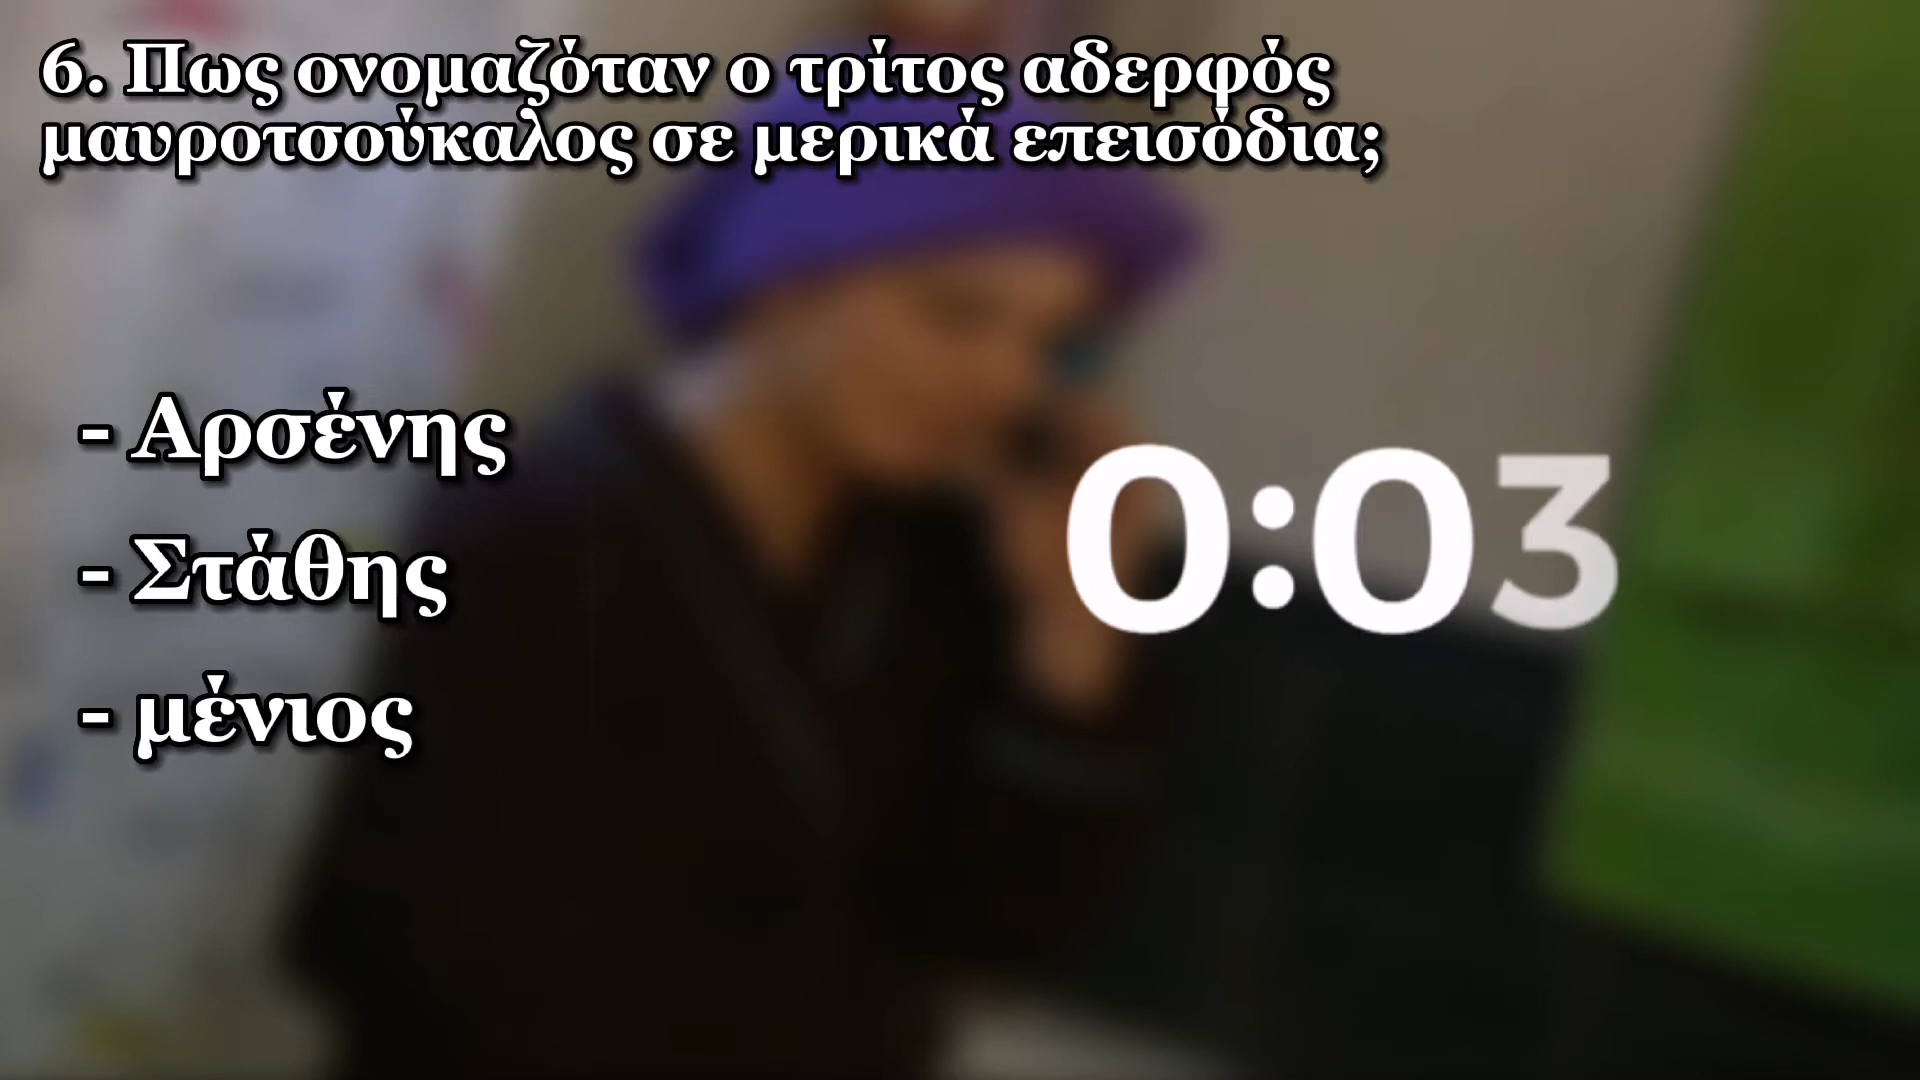 6. Πως ονομαζόταν ο τρίτος αδερφός
μαυροτσούκαλος σε μερικά επεισόδια;
- Αρσένης
- Στάθης
- μένιος
0:03